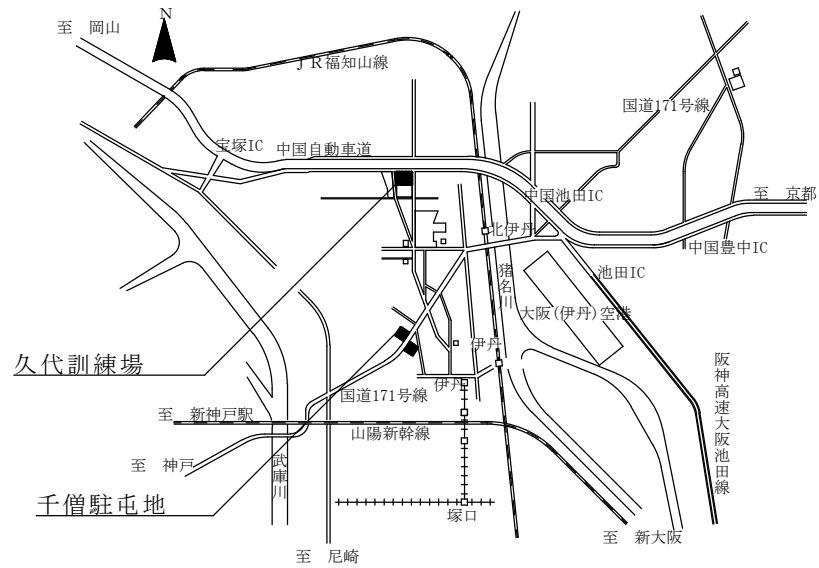 N
至 岡山
JR福知山線
国道171号線
宝塚IC
中国自動車道
中国池田IC
至 京都
北伊丹
中国豊中IC
池田IC
猪名川
大阪(伊丹)空港
伊丹
久代訓練場
伊丹
阪神高速大阪池田線
国道171号線
至 新神戸駅
山陽新幹線
至 神戸
武庫川
千僧駐屯地
塚口
至 新大阪
至 尼崎